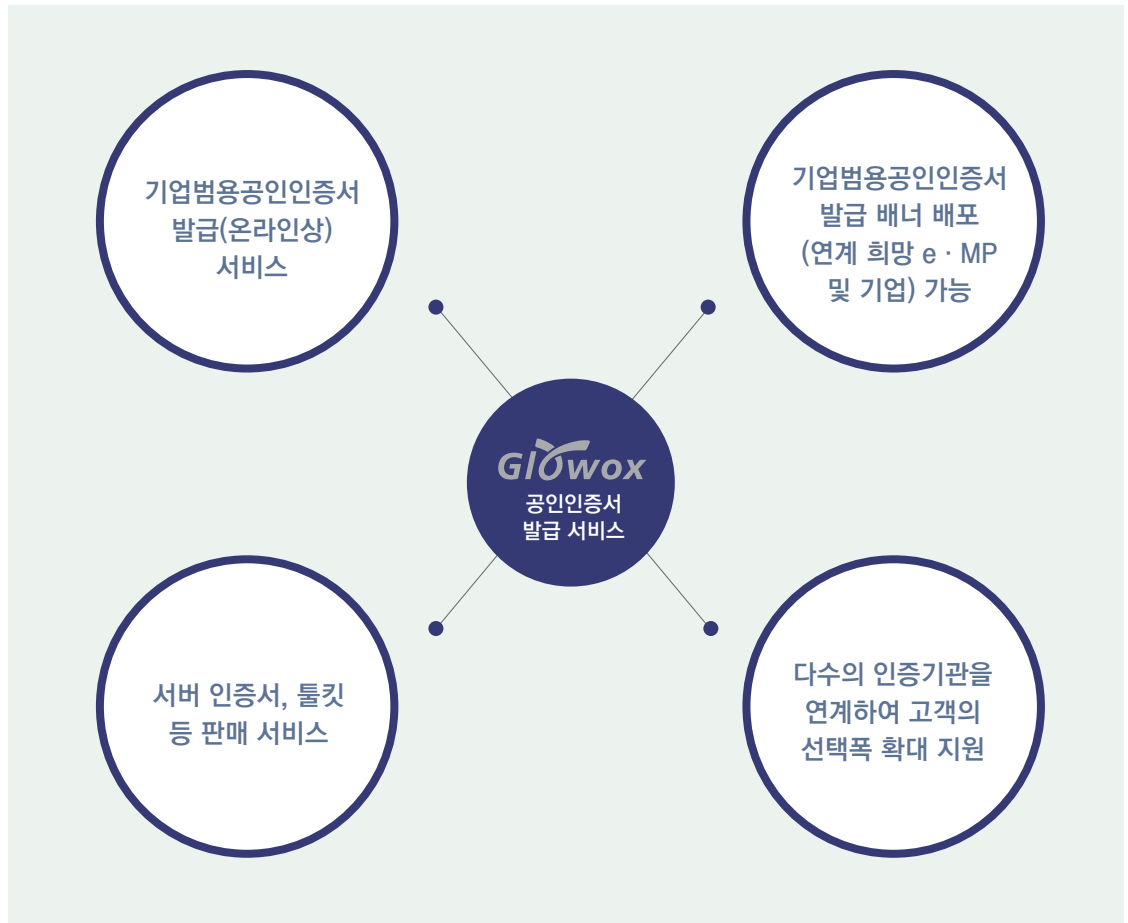 기업범용공인인증서
발급(온라인상)
서비스
기업범용공인인증서
발급 배너 배포
(연계 희망 e · MP
및 기업) 가능
Glowox
공인인증서
발급 서비스
서버 인증서, 툴킷
등 판매 서비스
다수의 인증기관을
연계하여 고객의
선택폭 확대 지원